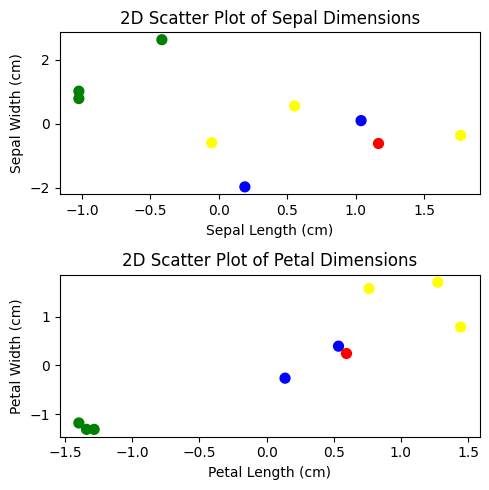 2D Scatter Plot of Sepal Dimensions
Sepal Width (cm)
2
0
−2
−1.0 −0.5 0.0 0.5 1.0 1.5
Sepal Length (cm)
2D Scatter Plot of Petal Dimensions
Petal Width (cm)
1
0
−1
−1.5 −1.0 −0.5 0.0 0.5 1.0 1.5
Petal Length (cm)